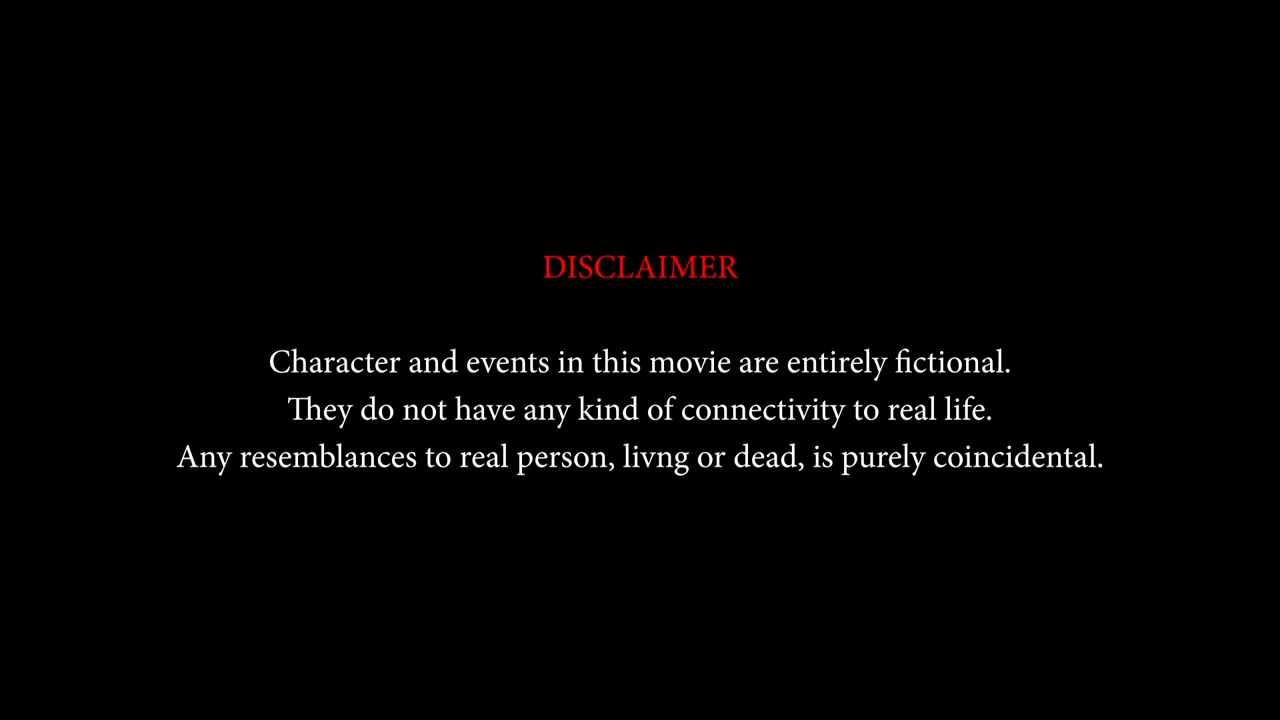 DISCLAIMER
Character and events in this movie are entirely fictional.
They do not have any kind of connectivity to real life.
Any resemblances to real person, livng or dead, is purely coincidental.